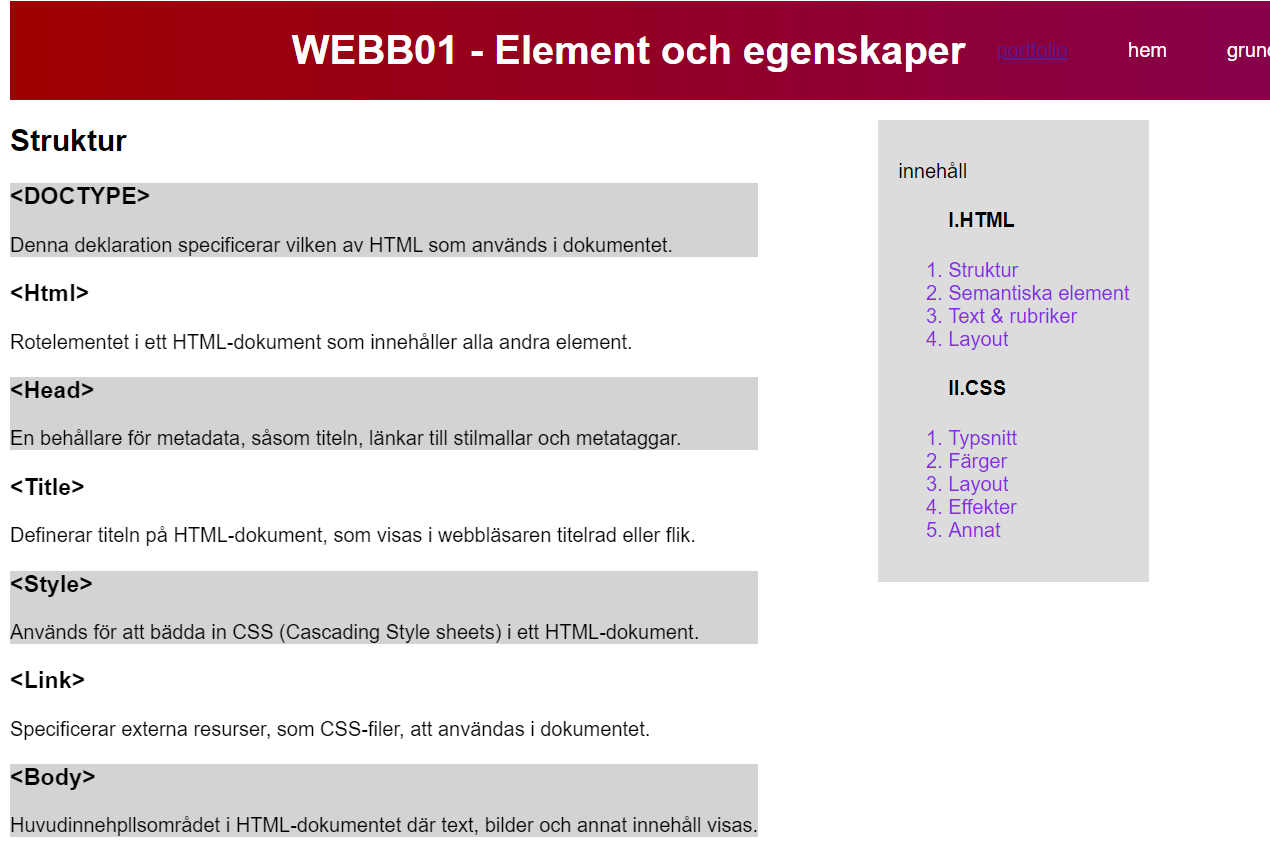 WEBB01 - Element och egenskaper portfolio hem grund
Struktur
<DOCTYPE>
Denna deklaration specificerar vilken av HTML som används i dokumentet.
<Html>
Rotelementet i ett HTML-dokument som innehåller alla andra element.
<Head>
En behållare för metadata, såsom titeln, länkar till stilmallar och metataggar.
<Title>
Definerar titeln på HTML-dokument, som visas i webbläsaren titelrad eller flik.
<Style>
Används för att bädda in CSS (Cascading Style sheets) i ett HTML-dokument.
<Link>
Specificerar externa resurser, som CSS-filer, att användas i dokumentet.
<Body>
Huvudinnehpllsområdet i HTML-dokumentet där text, bilder och annat innehåll visas.
innehåll
I.HTML
1. Struktur
2. Semantiska element
3. Text & rubriker
4. Layout
II.CSS
1. Typsnitt
2. Färger
3. Layout
4. Effekter
5. Annat